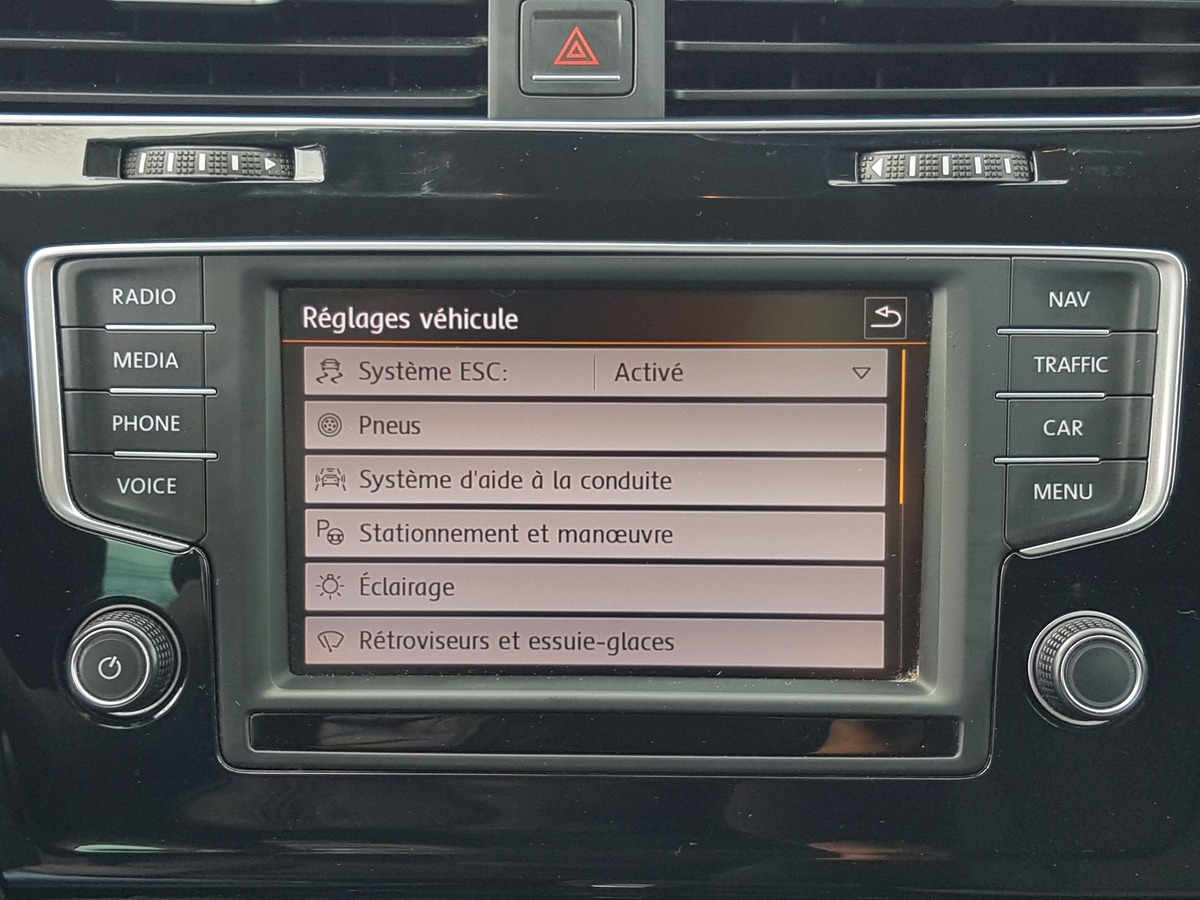 RADIO
MEDIA
PHONE
VOICE
Réglages véhicule
Système ESC: Activé
Pneus
Système d'aide à la conduite
P Stationnement et manœuvre
Éclairage
Rétroviseurs et essuie-glaces
NAV
TRAFFIC
CAR
MENU